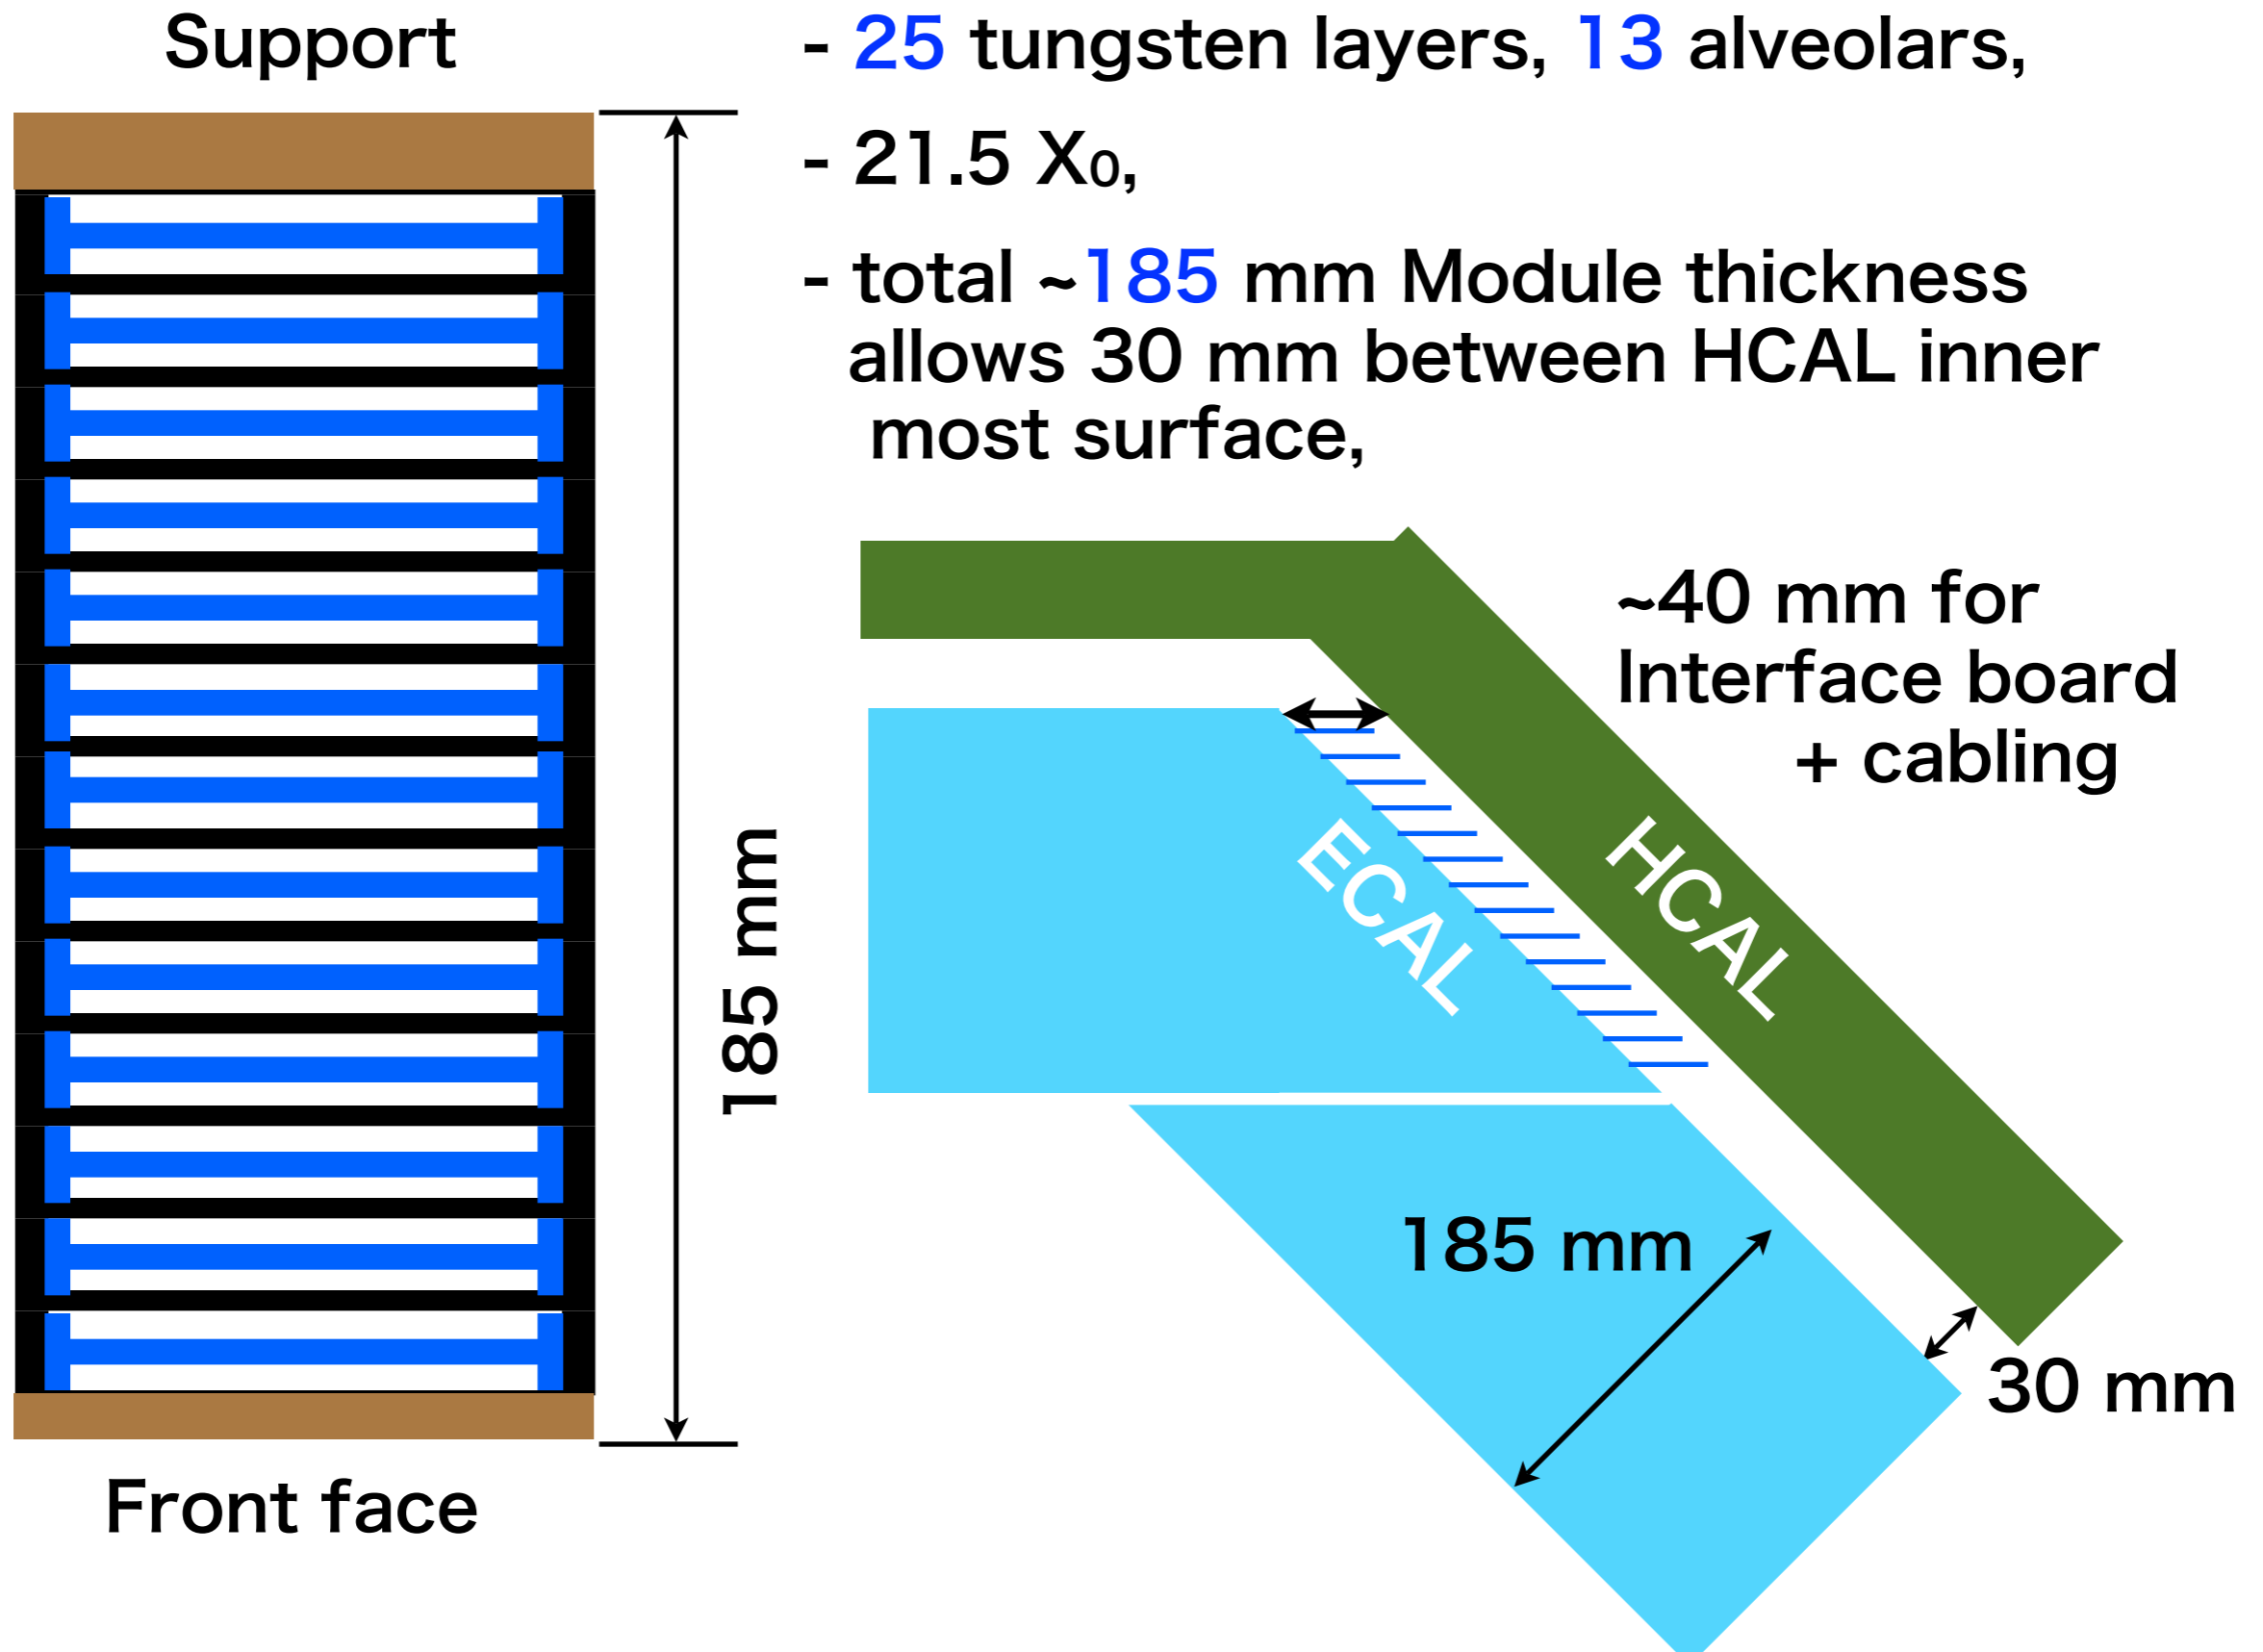 Support
- 25 tungsten layers, 13 alveolars,
- 21.5 X₀,
- total ~185 mm Module thickness
allows 30 mm between HCAL inner
most surface,
185 mm
Front face
~40 mm for
Interface board
+ cabling
ECAL
HCAL
185 mm
30 mm